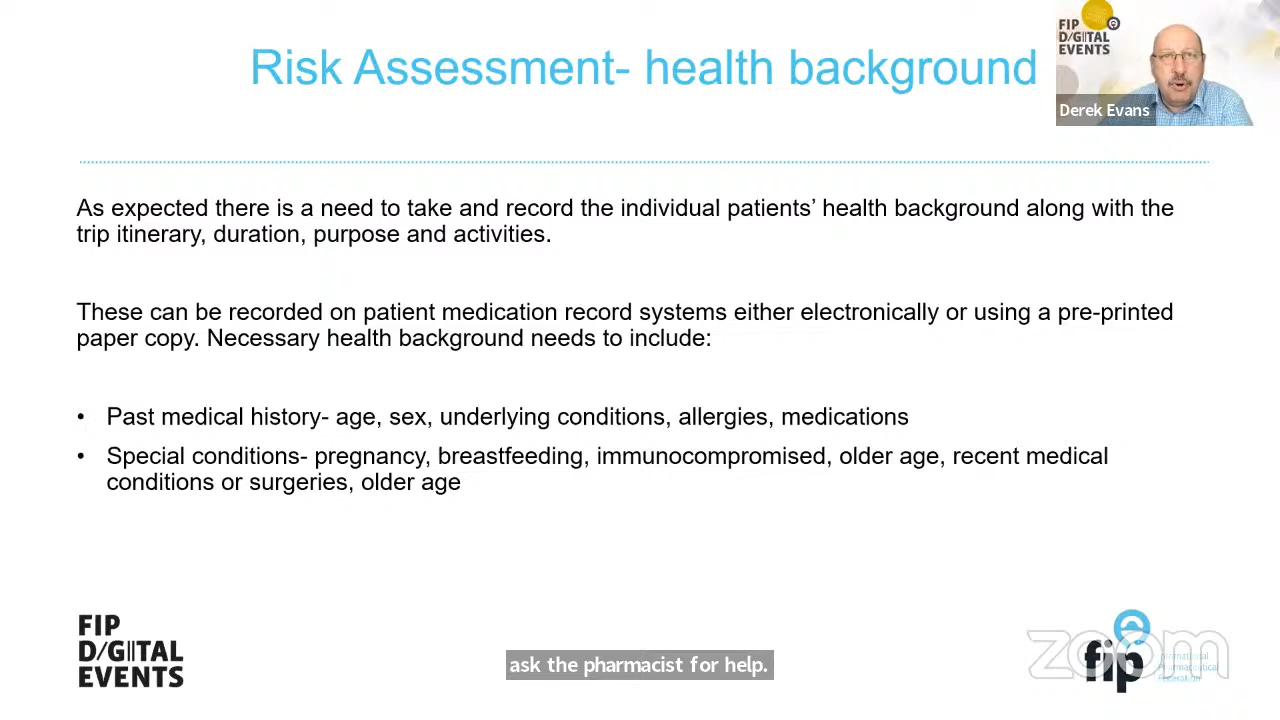 Risk Assessment- health background
FIP
D/G||TAL
EVENTS
Derek Evans
As expected there is a need to take and record the individual patients’ health background along with the
trip itinerary, duration, purpose and activities.
These can be recorded on patient medication record systems either electronically or using a pre-printed
paper copy. Necessary health background needs to include:
• Past medical history- age, sex, underlying conditions, allergies, medications
• Special conditions- pregnancy, breastfeeding, immunocompromised, older age, recent medical
conditions or surgeries, older age
FIP
D/G||TAL
EVENTS
ask the pharmacist for help.
zoom
fip
International
Pharmaceutical
Federation